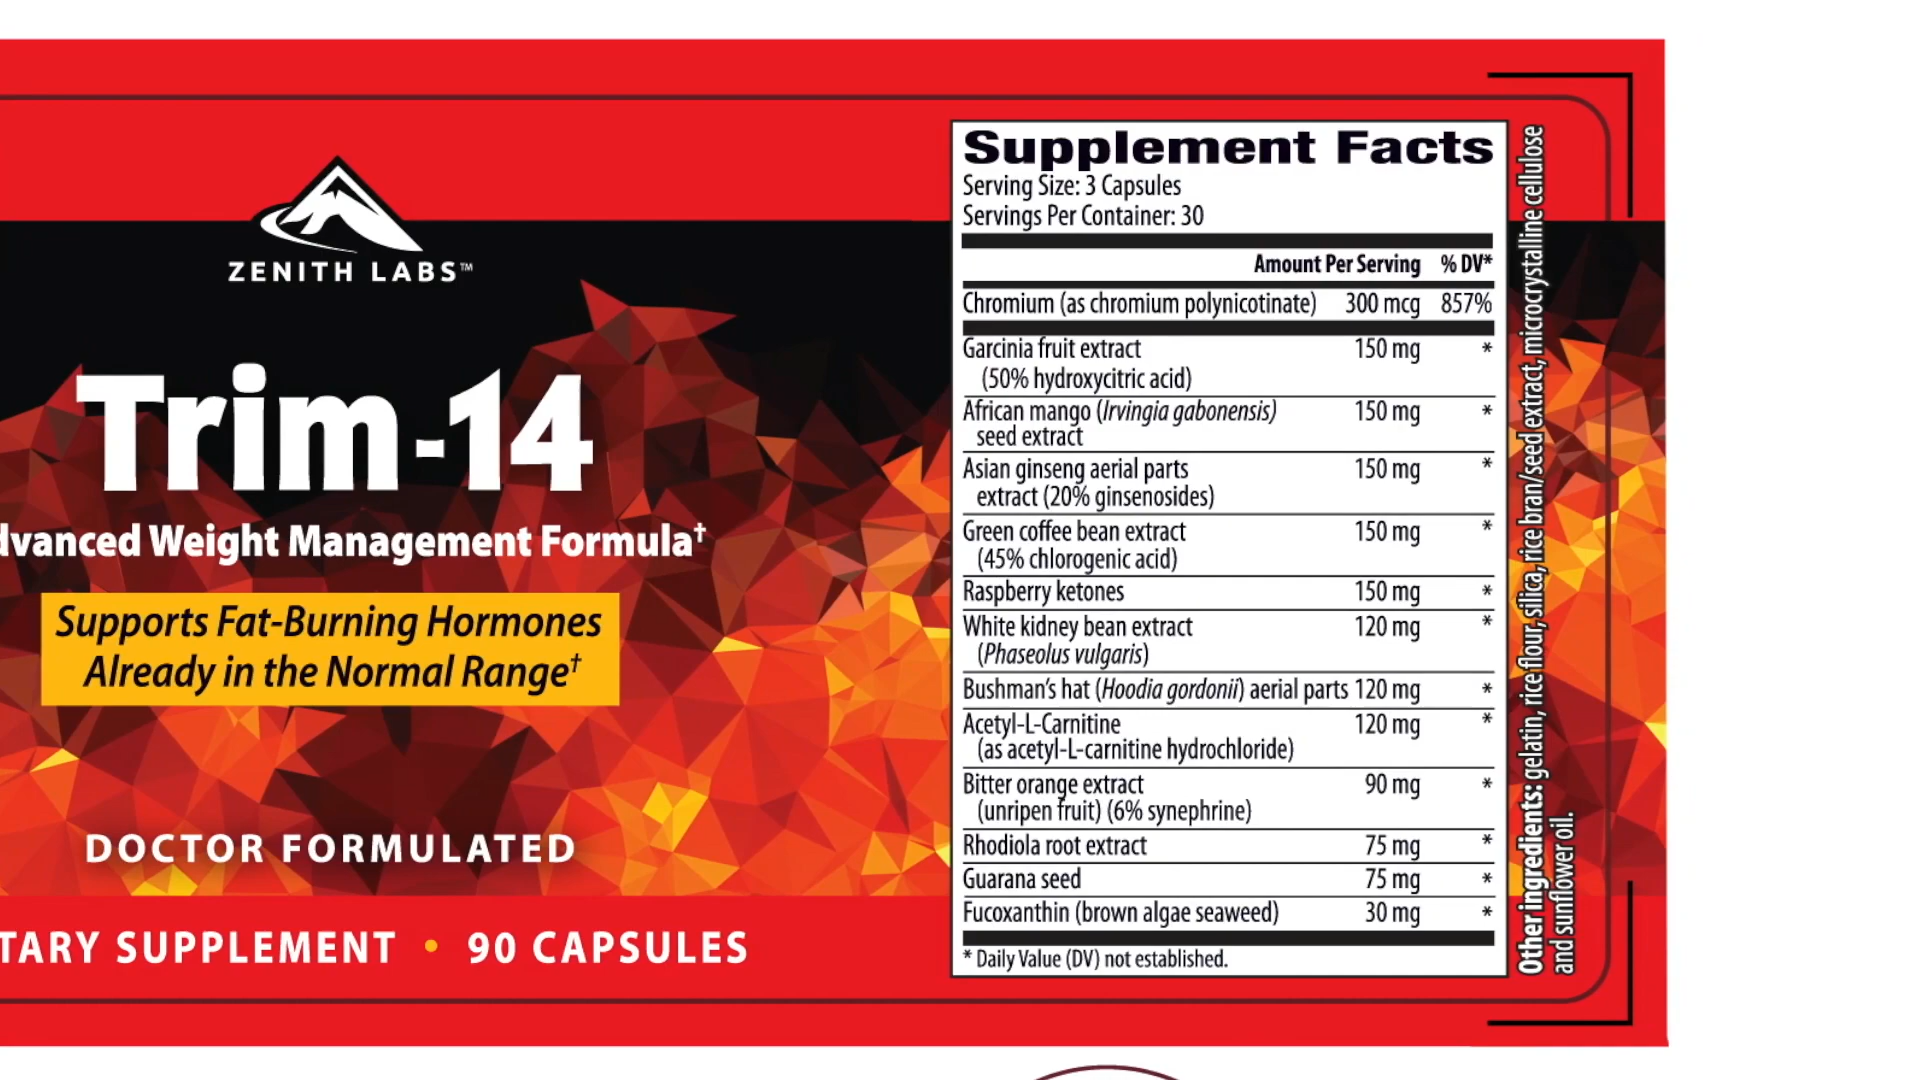 ZENITH LABS™
Trim-14
dvanced Weight Management Formula†
Supports Fat-Burning Hormones
Already in the Normal Range†
DOCTOR FORMULATED
TARY SUPPLEMENT • 90 CAPSULES
Supplement Facts
Serving Size: 3 Capsules
Servings Per Container: 30
Amount Per Serving % DV*
Chromium (as chromium polynicotinate) 300 mcg 857%
Garcinia fruit extract 150 mg *
(50% hydroxycitric acid)
African mango (Irvingia gabonensis) 150 mg *
seed extract
Asian ginseng aerial parts 150 mg *
extract (20% ginsenosides)
Green coffee bean extract 150 mg *
(45% chlorogenic acid)
Raspberry ketones 150 mg *
White kidney bean extract 120 mg *
(Phaseolus vulgaris)
Bushman's hat (Hoodia gordonii) aerial parts 120 mg *
Acetyl-L-Carnitine 120 mg *
(as acetyl-L-carnitine hydrochloride)
Bitter orange extract 90 mg *
(unripen fruit) (6% synephrine)
Rhodiola root extract 75 mg *
Guarana seed 75 mg *
Fucoxanthin (brown algae seaweed) 30 mg *
* Daily Value (DV) not established.
Other ingredients: gelatin, rice flour, silica, rice bran/seed extract, microcrystalline cellulose
and sunflower oil.